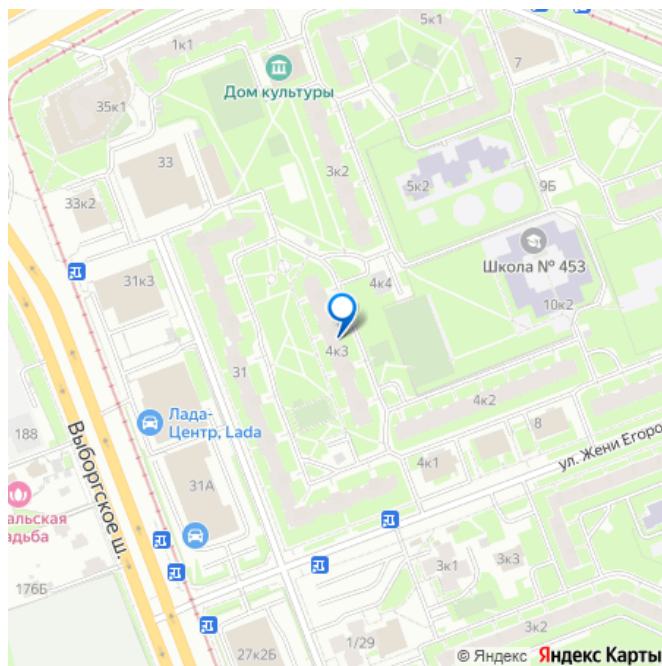 5к1
1к1
7
Дом культуры
35к1
33
3к2
5к2
9Б
33к2
Школа № 453
31к3
4к4
10к2
4к3
31
Лада-
Центр, Lada
4к2
188
8
Выборгское ш.
4к1
ул. Жени Егоро
31А
альская
адьба
3к3
3к1
176Б
3к2
27к2Б
1/29
© Яндекс Яндекс Карты